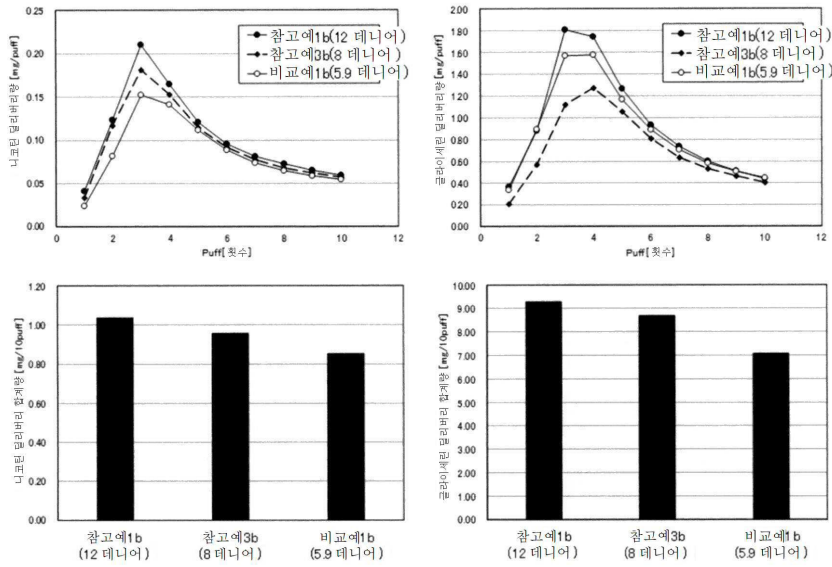 니코틴 딜리버리량 [mg/puff]
0.25
0.20
0.15
0.10
0.05
0.00
참고예1b(12 데니어)
참고예3b(8 데니어)
비교예1b(5.9 데니어)
0 2 4 6 8 10 12
Puff[횟수]
글라이세린 딜리버리량 [mg/puff]
2.00
1.80
1.60
1.40
1.20
1.00
0.80
0.60
0.40
0.20
0.00
참고예1b(12 데니어)
참고예3b(8 데니어)
비교예1b(5.9 데니어)
0 2 4 6 8 10 12
Puff[횟수]
니코틴 딜리버리 합계량 [mg/10puff]
1.20
1.00
0.80
0.60
0.40
0.20
0.00
참고예1b 참고예3b 비교예1b
(12 데니어) (8 데니어) (5.9 데니어)
글라이세린 딜리버리 합계량 [mg/10puff]
10.00
9.00
8.00
7.00
6.00
5.00
4.00
3.00
2.00
1.00
0.00
참고예1b 참고예3b 비교예1b
(12 데니어) (8 데니어) (5.9 데니어)